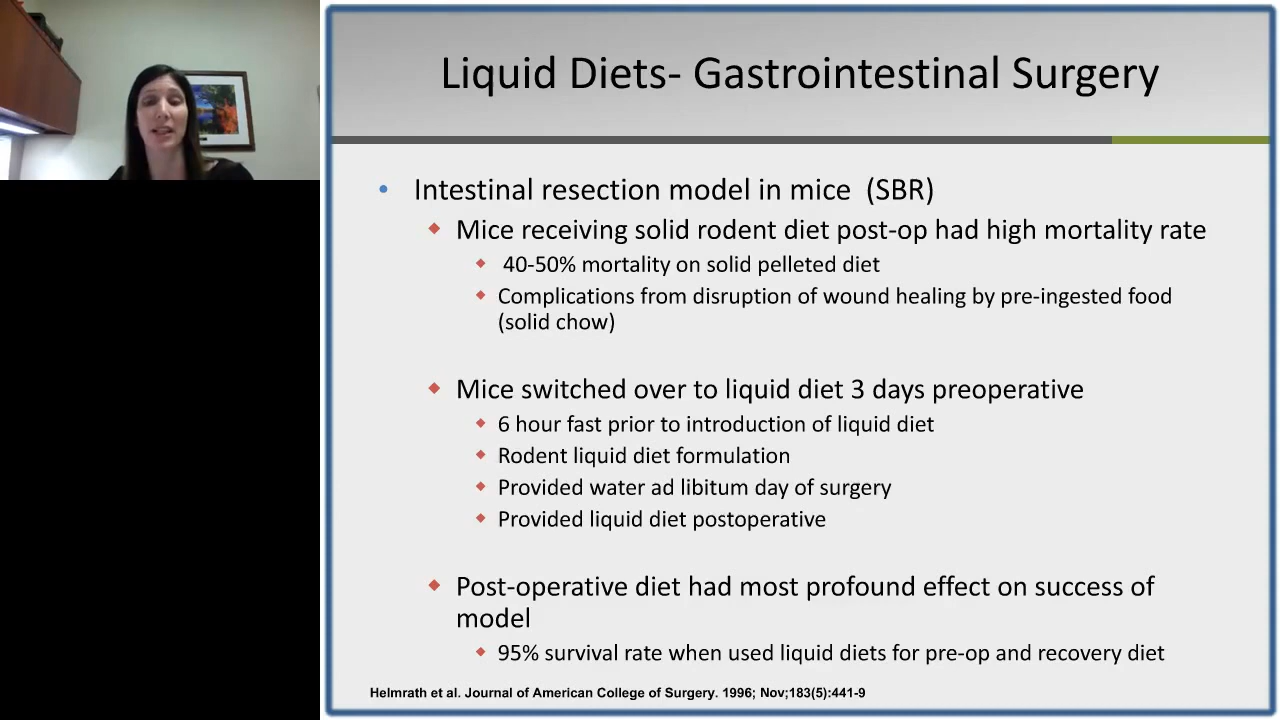 Liquid Diets- Gastrointestinal Surgery
Intestinal resection model in mice (SBR)
Mice receiving solid rodent diet post-op had high mortality rate
40-50% mortality on solid pelleted diet
Complications from disruption of wound healing by pre-ingested food
(solid chow)
Mice switched over to liquid diet 3 days preoperative
6 hour fast prior to introduction of liquid diet
Rodent liquid diet formulation
Provided water ad libitum day of surgery
Provided liquid diet postoperative
Post-operative diet had most profound effect on success of
model
95% survival rate when used liquid diets for pre-op and recovery diet
Helmrath et al. Journal of American College of Surgery. 1996; Nov;183(5):441-9